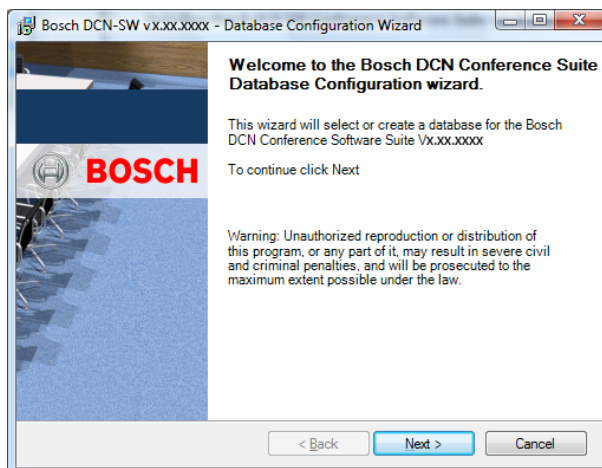 Bosch DCN-SW vx.xx.xxxx - Database Configuration Wizard
Welcome to the Bosch DCN Conference Suite
Database Configuration wizard.
This wizard will select or create a database for the Bosch
DCN Conference Software Suite Vx.xx.xxxx
To continue click Next
BOSCH
Warning: Unauthorized reproduction or distribution of
this program, or any part of it, may result in severe civil
and criminal penalties, and will be prosecuted to the
maximum extent possible under the law.
< Back
Next >
Cancel